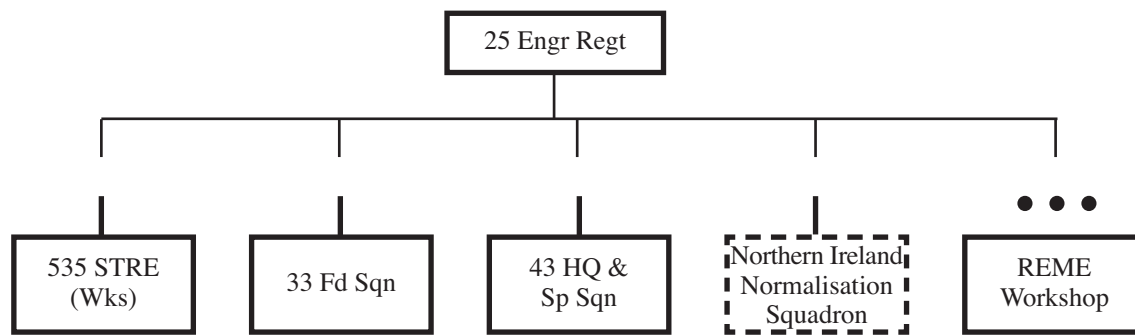 25 Engr Regt
535 STRE
(Wks)
33 Fd Sqn
43 HQ &
Sp Sqn
Northern Ireland
Normalisation
Squadron
REME
Workshop